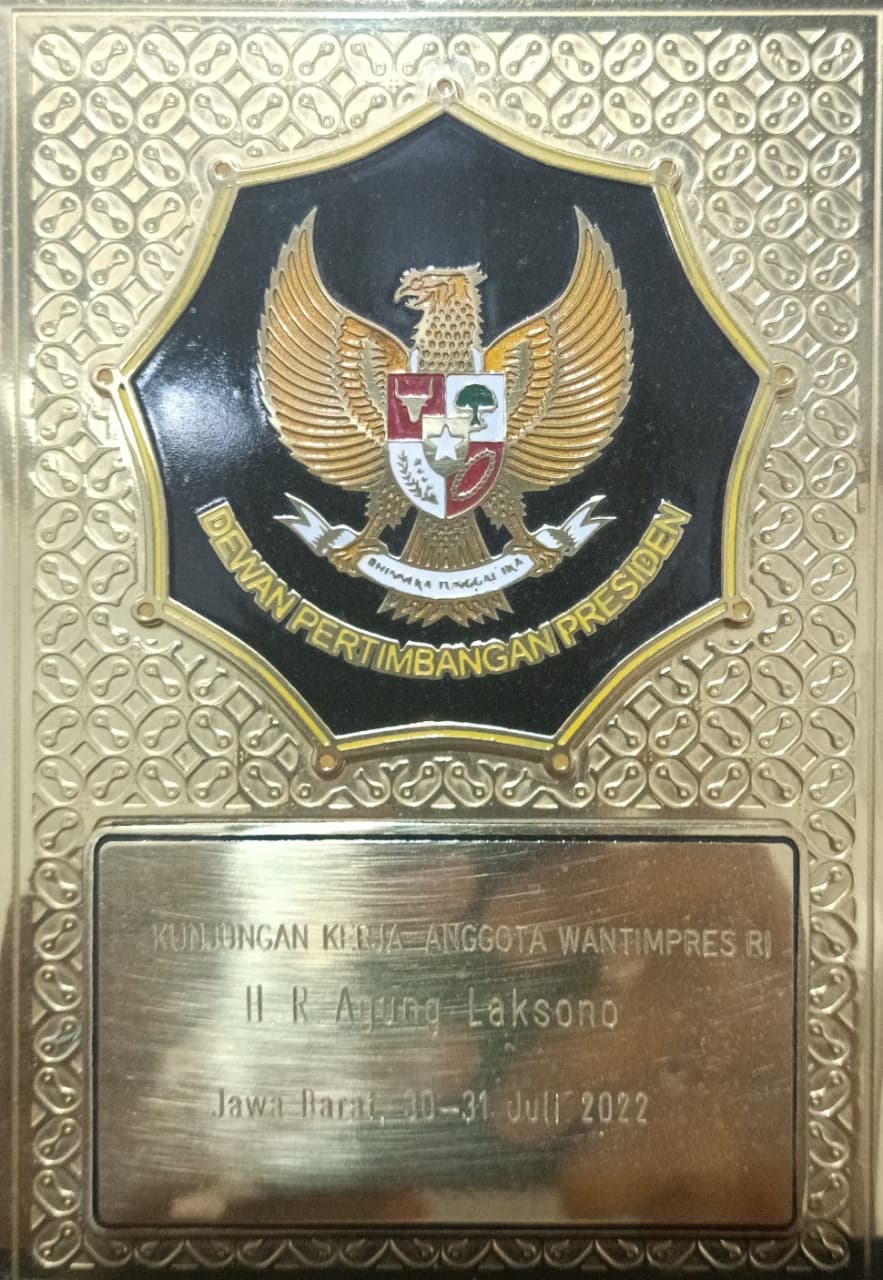 BHINNEKA TUNGGAL IKA
DEWAN PERTIMBANGAN PRESIDEN
KUNJUNGAN KERJA ANGGOTA WANTIMPRES RI
H R Agung Laksono
Jawa Barat, 30-31 Juli 2022